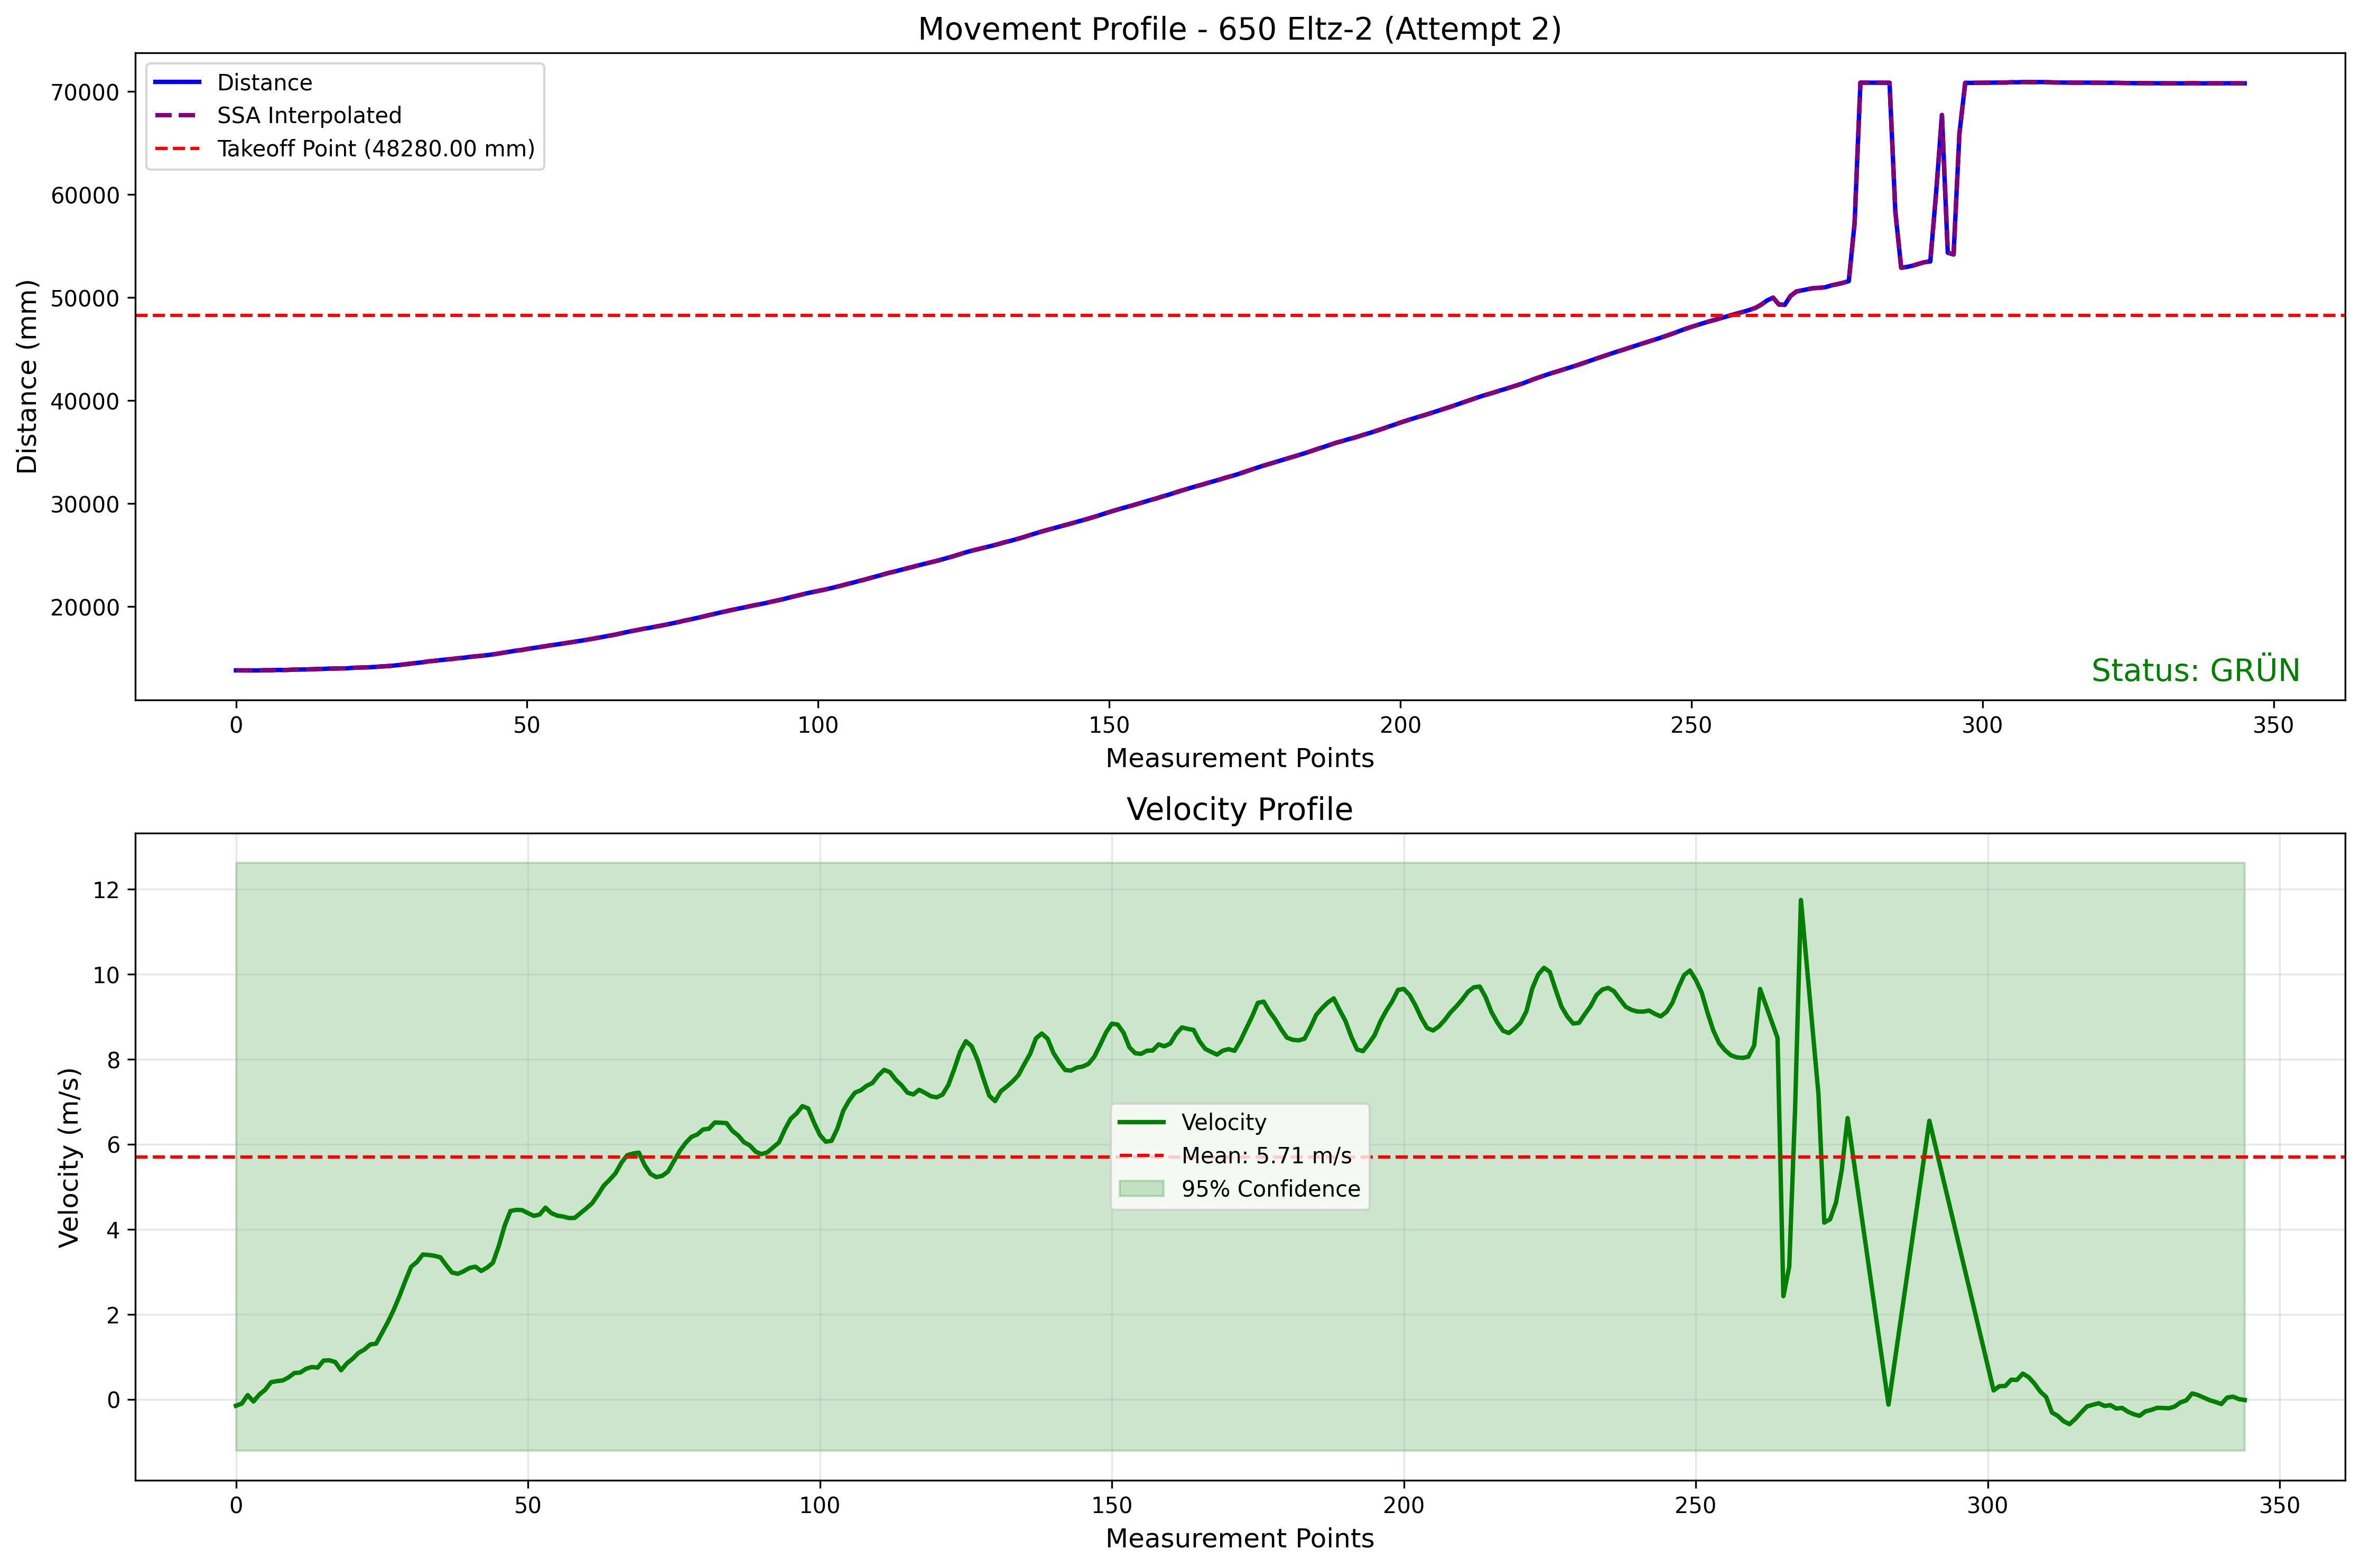 Movement Profile - 650 Eltz-2 (Attempt 2)
Distance
SSA Interpolated
Takeoff Point (48280.00 mm)
Distance (mm)
70000
60000
50000
40000
30000
20000
Status: GRÜN
0 50 100 150 200 250 300 350
Measurement Points
Velocity Profile
Velocity (m/s)
12
10
8
6
4
2
0
Velocity
Mean: 5.71 m/s
95% Confidence
0 50 100 150 200 250 300 350
Measurement Points